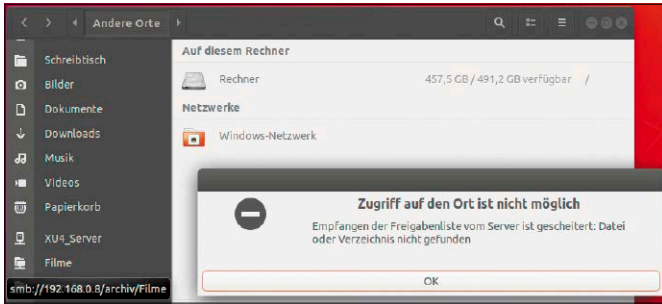 Andere Orte
Schreibtisch
Bilder
Dokumente
Downloads
Musik
Videos
Papierkorb
XU4_Server
Filme
smb://192.168.0.8/archiv/Filme
Auf diesem Rechner
Rechner 457,5 GB / 491,2 GB verfügbar /
Netzwerke
Windows-Netzwerk
Zugriff auf den Ort ist nicht möglich
Empfangen der Freigabenliste vom Server ist gescheitert: Datei
oder Verzeichnis nicht gefunden
OK